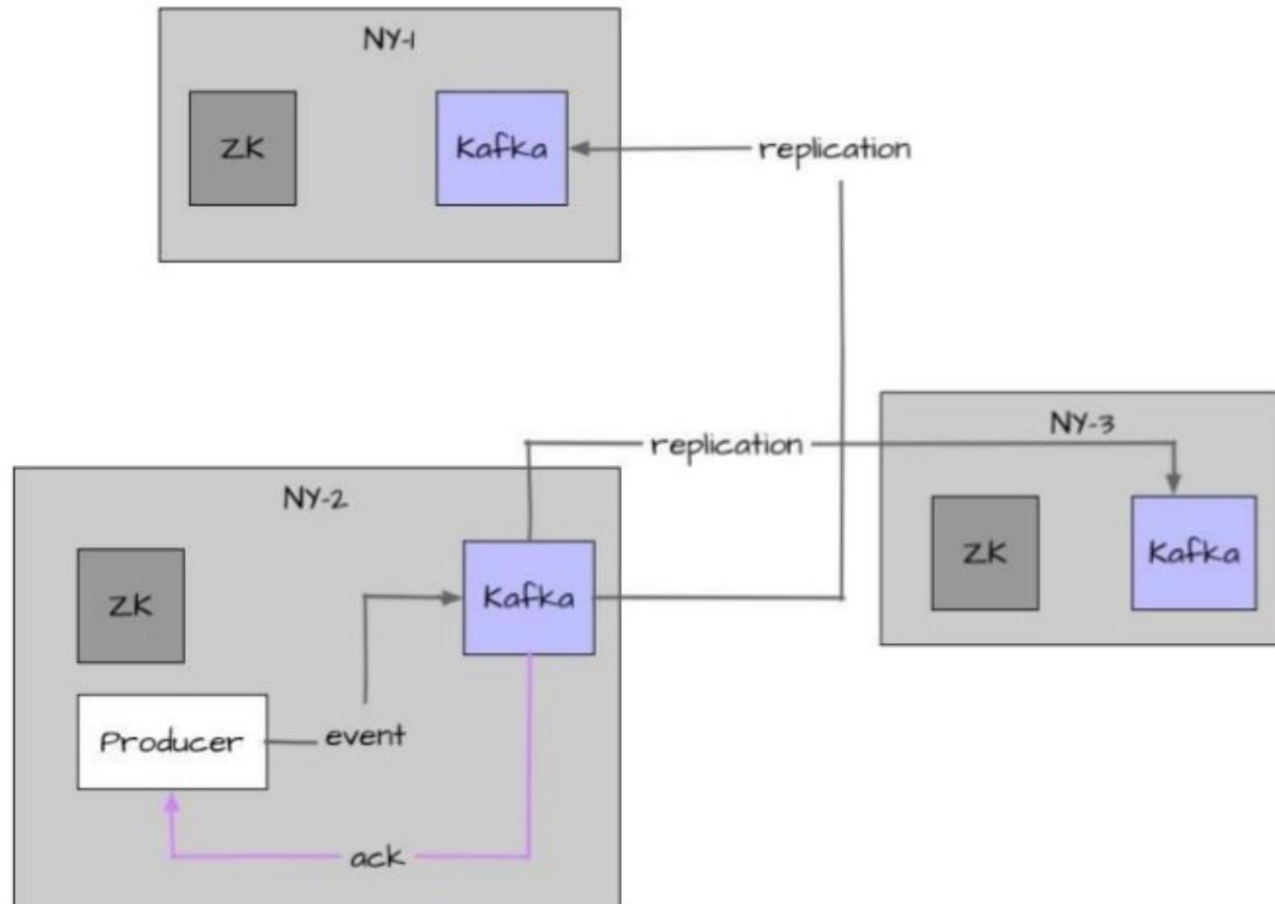 NY-1
ZK
Kafka
replication
replication
NY-3
ZK
Kafka
NY-2
ZK
Kafka
Producer
event
ack